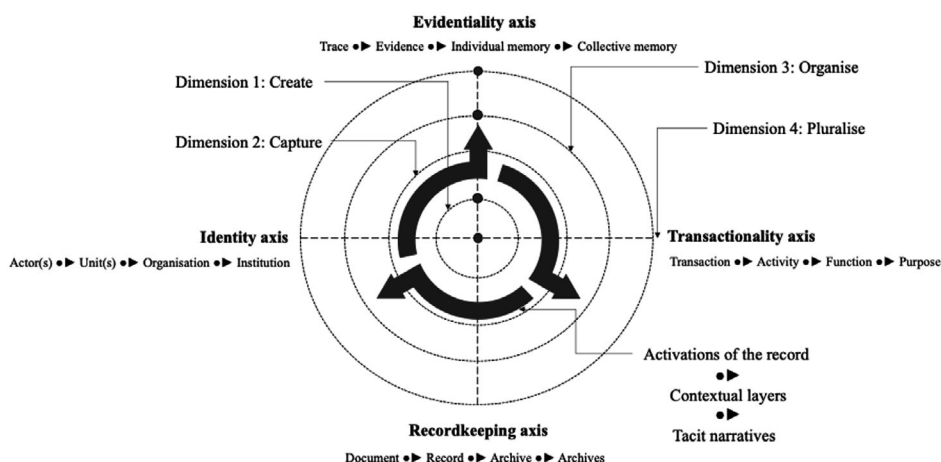 Evidentiality axis
Trace ●► Evidence ●► Individual memory ●► Collective memory
Dimension 1: Create
Dimension 3: Organise
Dimension 2: Capture
Dimension 4: Pluralise
Identity axis
Actor(s) ●► Unit(s) ●► Organisation ●► Institution
Transactionality axis
Transaction ●► Activity ●► Function ●► Purpose
Activations of the record
●►
Contextual layers
●►
Tacit narratives
Recordkeeping axis
Document ●► Record ●► Archive ●► Archives